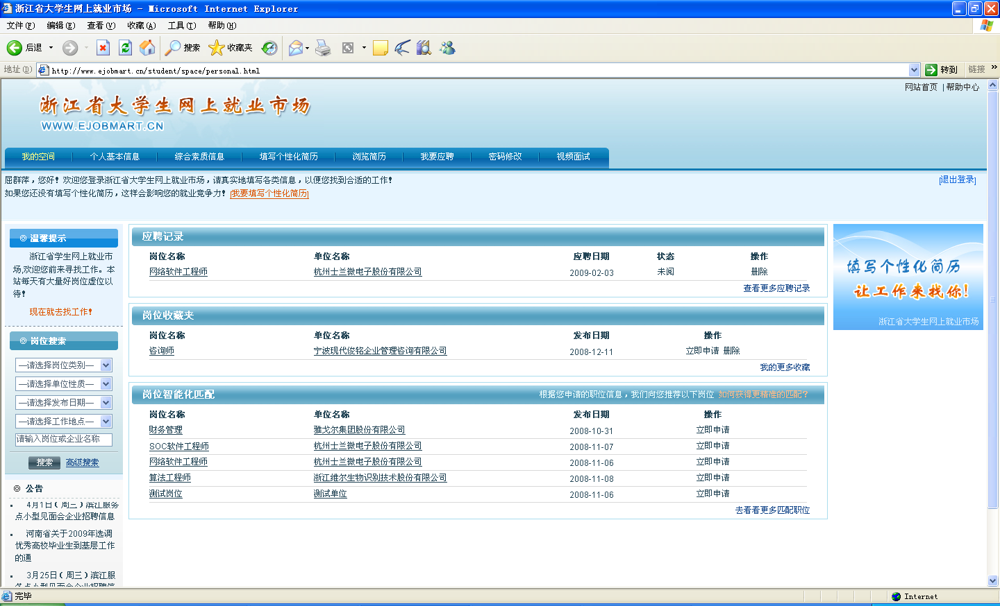 浙江省大学生网上就业市场 - Microsoft Internet Explorer
文件(F) 编辑(E) 查看(V) 收藏(A) 工具(T) 帮助(H)
后退 搜索 收藏夹
地址(D) http://www.ejobmart.cn/student/space/personal.html 转到 链接 »
网站首页 | 帮助中心
浙江省大学生网上就业市场
WWW.EJOBMART.CN
我的空间 个人基本信息 综合素质信息 填写个性化简历 浏览简历 我要应聘 密码修改 视频面试
屈群萍，您好！欢迎您登录浙江省大学生网上就业市场，请真实地填写各类信息，以便您找到合适的工作！ [退出登录]
如果您还没有填写个性化简历，这样会影响您的就业竞争力！[我要填写个性化简历]
温馨提示
浙江省学生网上就业市
场,欢迎您前来寻找工作。本
站每天有大量好岗位虚位以
待！
现在就去找工作！
岗位搜索
—请选择岗位类别—
—请选择单位性质—
—请选择发布日期—
—请选择工作地点—
请输入岗位或企业名称
搜索 高级搜索
公告
4月1日（周三）滨江服务
点小型见面会企业招聘信息
河南省关于2009年选调
优秀高校毕业生到基层工作
的通
3月25日（周三）滨江服
务点小型见面会企业招聘信
应聘记录
岗位名称 单位名称 应聘日期 状态 操作
网络软件工程师 杭州士兰微电子股份有限公司 2009-02-03 未阅 删除
查看更多应聘记录
岗位收藏夹
岗位名称 单位名称 发布日期 操作
咨询师 宁波现代俊铭企业管理咨询有限公司 2008-12-11 立即申请 删除
我的更多收藏
岗位智能化匹配 根据您申请的职位信息，我们向您推荐以下岗位 如何获得更精准的匹配？
岗位名称 单位名称 发布日期 操作
财务管理 雅戈尔集团股份有限公司 2008-10-31 立即申请
SOC软件工程师 杭州士兰微电子股份有限公司 2008-11-07 立即申请
网络软件工程师 杭州士兰微电子股份有限公司 2008-11-06 立即申请
算法工程师 浙江维尔生物识别技术股份有限公司 2008-11-08 立即申请
测试岗位 测试单位 2008-11-06 立即申请
去看看更多匹配职位
填写个性化简历
让工作来找你!
浙江省大学生网上就业市场
完毕 Internet